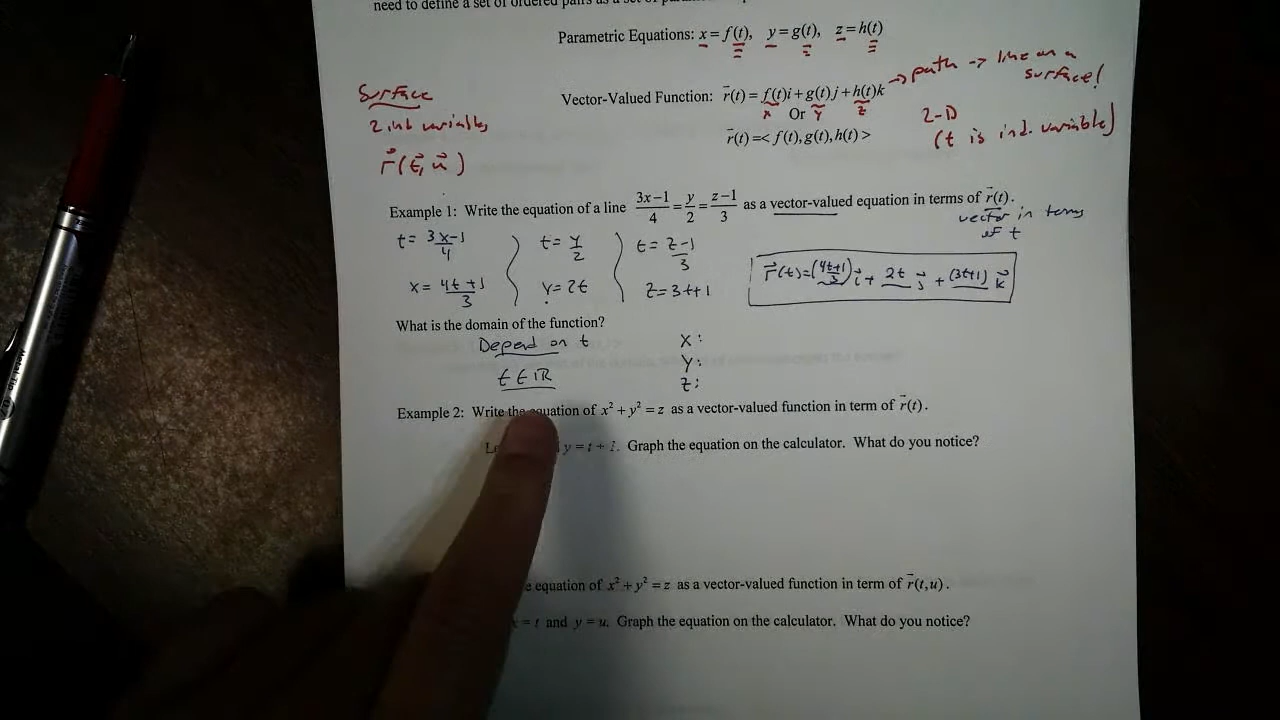 need to define a set of ordered pairs as a set of
Parametric Equations: x = f(t), y = g(t), z = h(t)
→ path → line on a surface!
Surface
Vector-Valued Function: r(t) = f(t)i + g(t)j + h(t)k
x y z
Or
2 ind variables
2-D
r(t) = < f(t), g(t), h(t) >
(t is ind. variable)
r(t, u)
Example 1: Write the equation of a line (3x−1)/4 = y/2 = (z−1)/3 as a vector-valued equation in terms of r(t).
vector in terms of t
t = (3x−1)/4 t = y/2 t = (z−1)/3
r(t) = ((4t+1)/3) i + 2t j + (3t+1) k
x = (4t+1)/3 y = 2t z = 3t+1
What is the domain of the function?
Depend on t x:
y:
t ∈ ℝ z:
Example 2: Write the equation of x² + y² = z as a vector-valued function in term of r(t).
y = t + Graph the equation on the calculator. What do you notice?
equation of x² + y² = z as a vector-valued function in term of r(t,u).
= t and y = u. Graph the equation on the calculator. What do you notice?